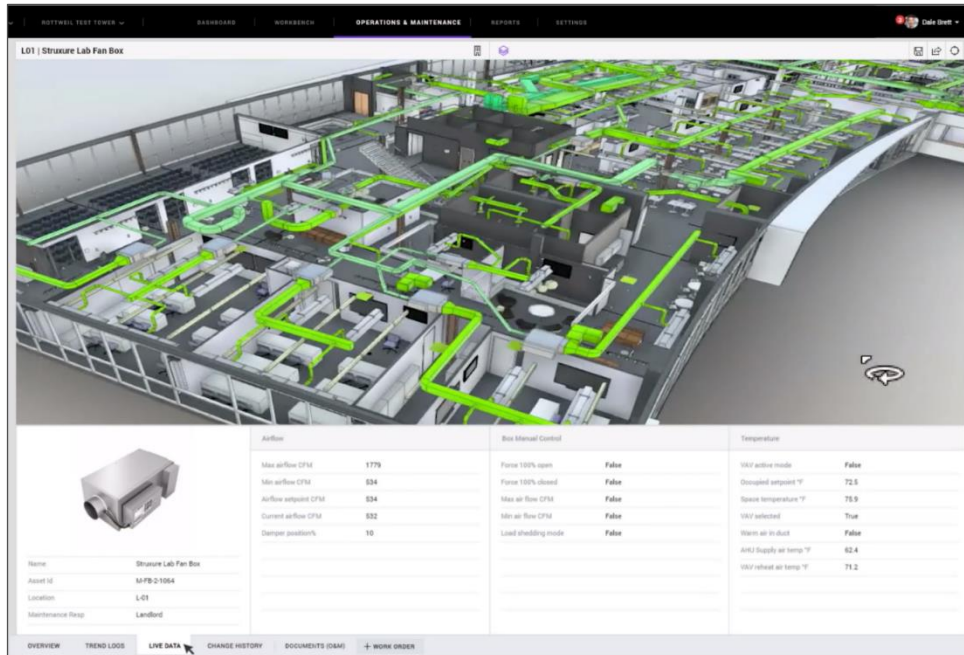 ROTTWEIL TEST TOWER DASHBOARD WORKBENCH OPERATIONS & MAINTENANCE REPORTS SETTINGS Dale Brett
L01 | Struxure Lab Fan Box
Airflow
Max airflow CFM 1779
Min airflow CFM 534
Airflow setpoint CFM 534
Current airflow CFM 532
Damper position% 10
Box Manual Control
Force 100% open False
Force 100% closed False
Max air flow CFM False
Min air flow CFM False
Load shedding mode False
Temperature
VAV active mode False
Occupied setpoint °F 72.5
Space temperature °F 75.9
VAV selected True
Warm air in duct False
AHU Supply air temp °F 62.4
VAV reheat air temp °F 71.2
Name Struxure Lab Fan Box
Asset Id M-FB-2-1064
Location L-01
Maintenance Resp Landlord
OVERVIEW TREND LOGS LIVE DATA CHANGE HISTORY DOCUMENTS (O&M) + WORK ORDER